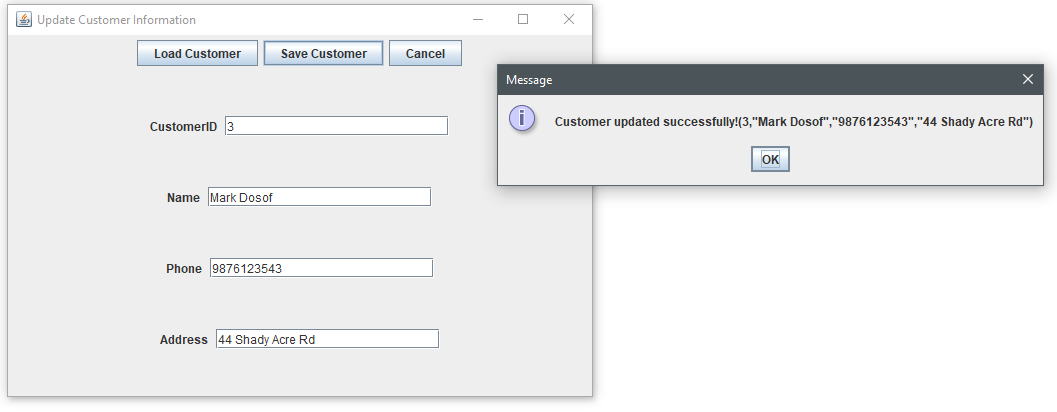 Update Customer Information
Load Customer Save Customer Cancel
CustomerID 3
Name Mark Dosof
Phone 9876123543
Address 44 Shady Acre Rd
Message
Customer updated successfully!(3,"Mark Dosof","9876123543","44 Shady Acre Rd")
OK